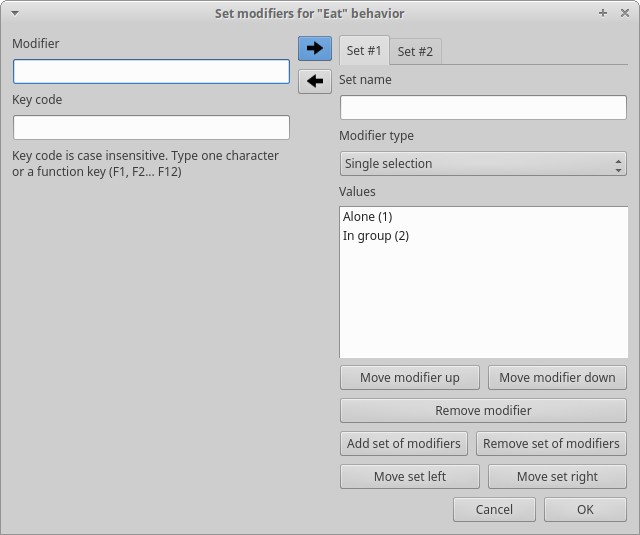 Set modifiers for "Eat" behavior
Modifier
Key code
Key code is case insensitive. Type one character
or a function key (F1, F2... F12)
Set #1
Set #2
Set name
Modifier type
Single selection
Values
Alone (1)
In group (2)
Move modifier up
Move modifier down
Remove modifier
Add set of modifiers
Remove set of modifiers
Move set left
Move set right
Cancel
OK